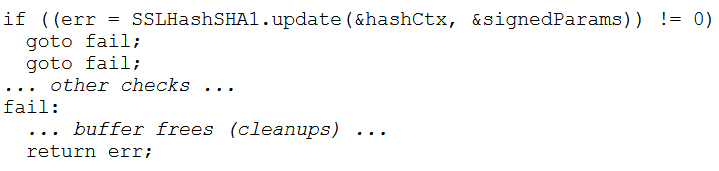 if ((err = SSLHashSHA1.update(&hashCtx, &signedParams)) != 0)
goto fail;
goto fail;
... other checks ...
fail:
... buffer frees (cleanups) ...
return err;